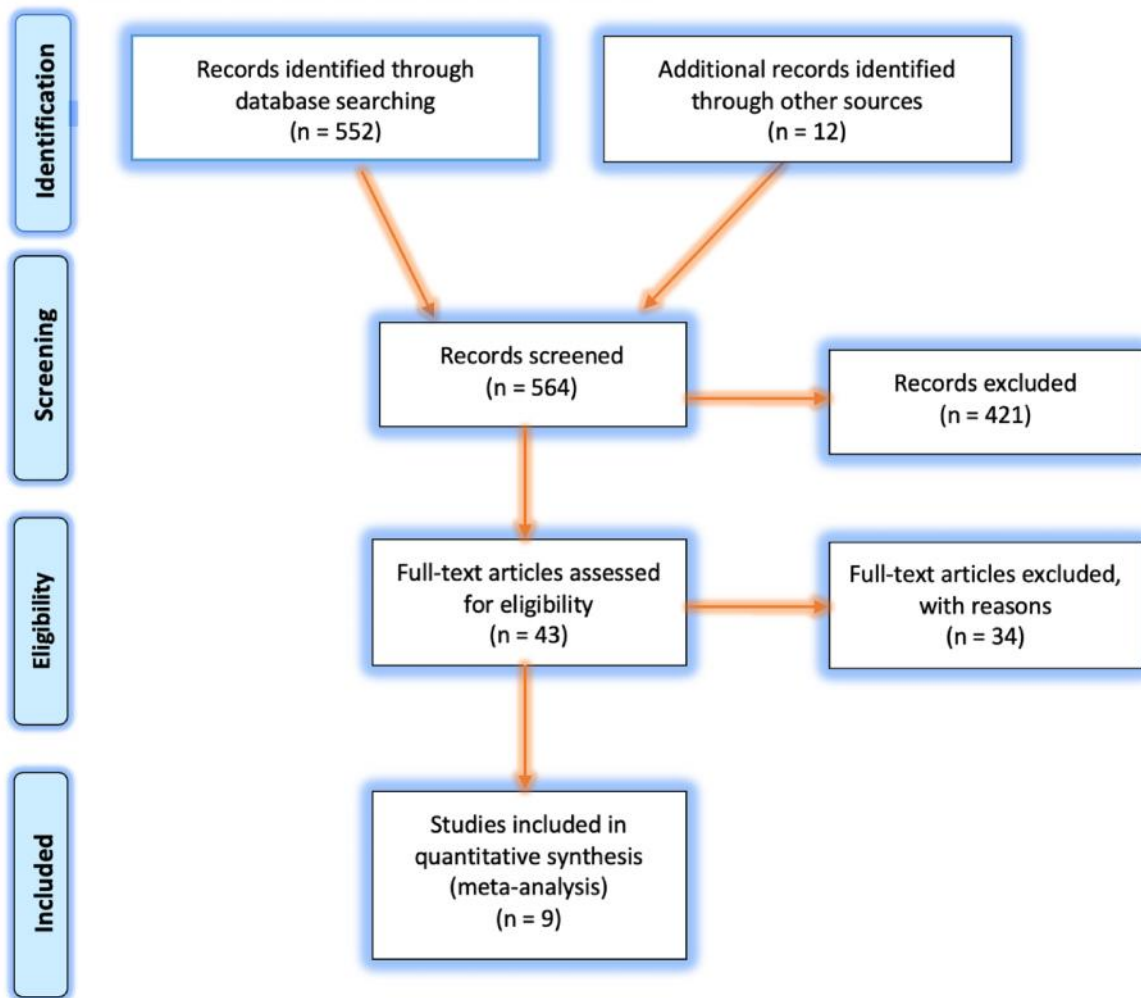 Identification
Records identified through
database searching
(n = 552)
Additional records identified
through other sources
(n = 12)
Screening
Records screened
(n = 564)
Records excluded
(n = 421)
Eligibility
Full-text articles assessed
for eligibility
(n = 43)
Full-text articles excluded,
with reasons
(n = 34)
Included
Studies included in
quantitative synthesis
(meta-analysis)
(n = 9)